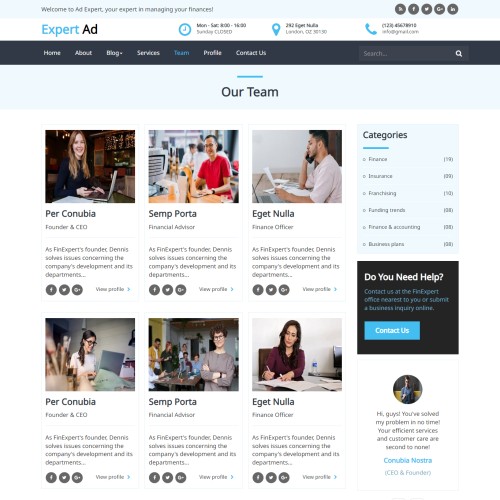 Welcome to Ad Expert, your expert in managing your finances!
Expert Ad
Mon - Sat: 8:00 - 16:00
Sunday CLOSED
292 Eget Nulla
London, OZ 30130
(123) 45678910
info@gmail.com
Home About Blog Services Team Profile Contact Us
Search...
Our Team
Per Conubia
Founder & CEO
As FinExpert's founder, Dennis
solves issues concerning the
company's development and its
departments...
View profile
Semp Porta
Financial Advisor
As FinExpert's founder, Dennis
solves issues concerning the
company's development and its
departments...
View profile
Eget Nulla
Finance Officer
As FinExpert's founder, Dennis
solves issues concerning the
company's development and its
departments...
View profile
Per Conubia
Founder & CEO
As FinExpert's founder, Dennis
solves issues concerning the
company's development and its
departments...
View profile
Semp Porta
Financial Advisor
As FinExpert's founder, Dennis
solves issues concerning the
company's development and its
departments...
View profile
Eget Nulla
Finance Officer
As FinExpert's founder, Dennis
solves issues concerning the
company's development and its
departments...
View profile
Categories
Finance (19)
Insurance (09)
Franchising (10)
Funding trends (08)
Finance & accounting (08)
Business plans (08)
Do You Need Help?
Contact us at the FinExpert
office nearest to you or submit
a business inquiry online.
Contact Us
Hi, guys! You've solved
my problem in no time!
Your efficient services
and customer care are
second to none!
Conubia Nostra
(CEO & Founder)